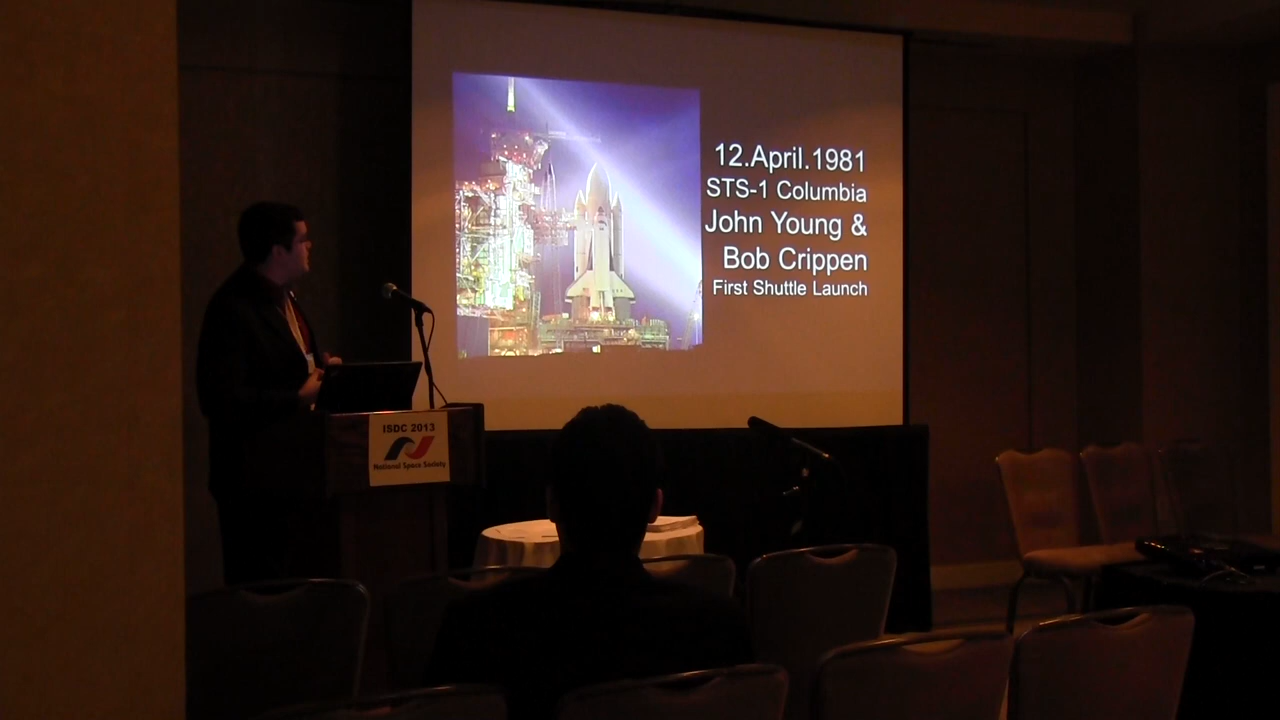 12.April.1981
STS-1 Columbia
John Young &
Bob Crippen
First Shuttle Launch
ISDC 2013
National Space Society